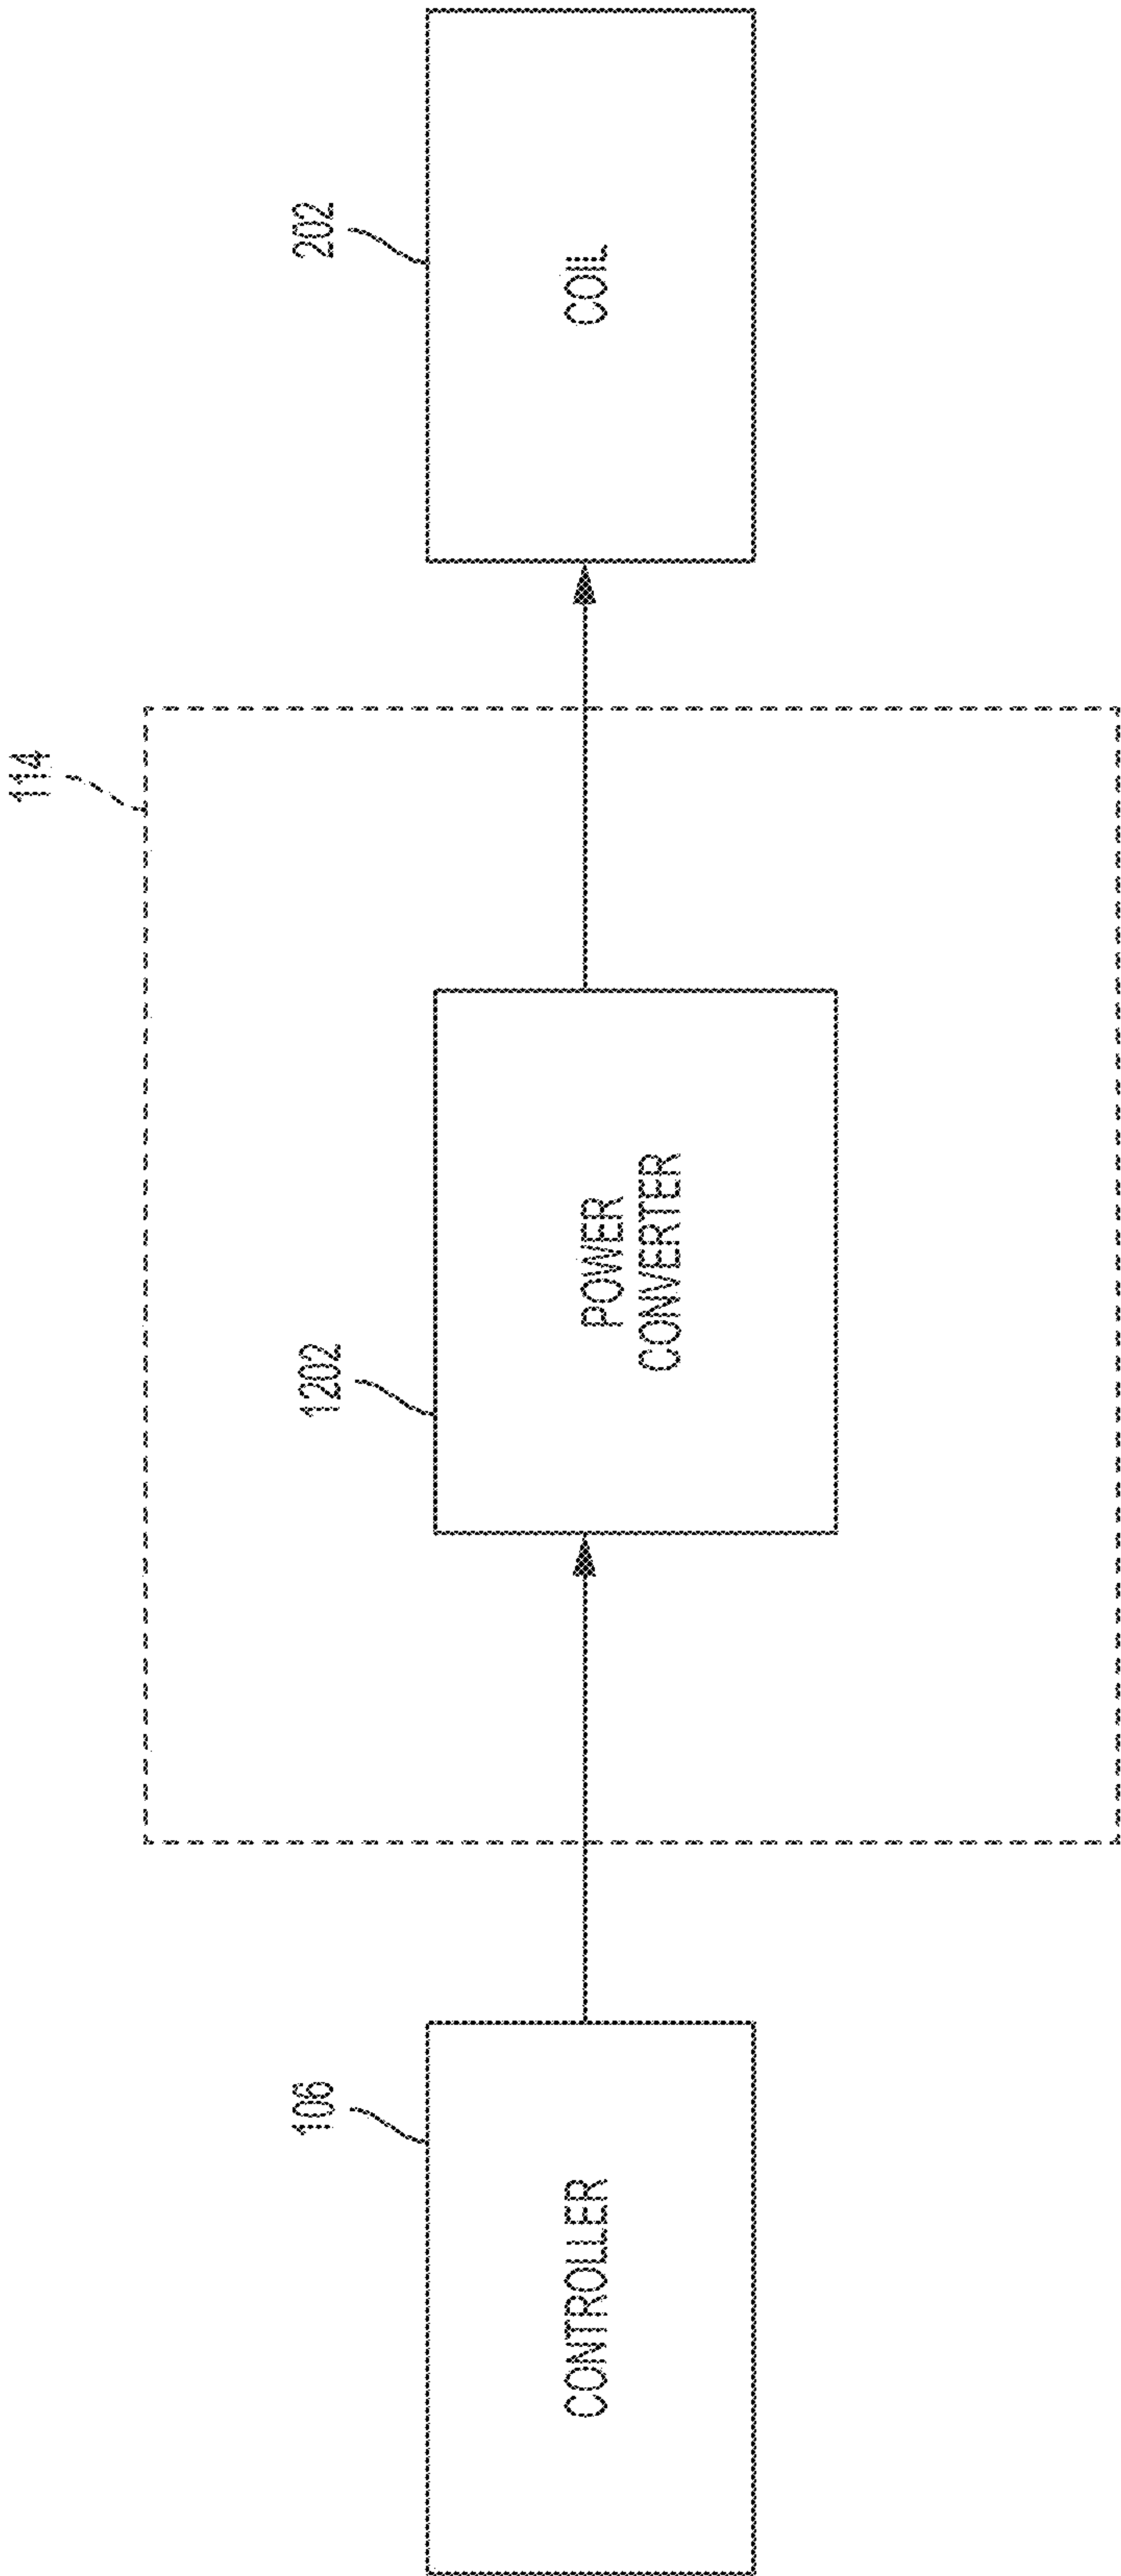 106
CONTROLLER
114
1202
POWER
CONVERTER
202
COIL